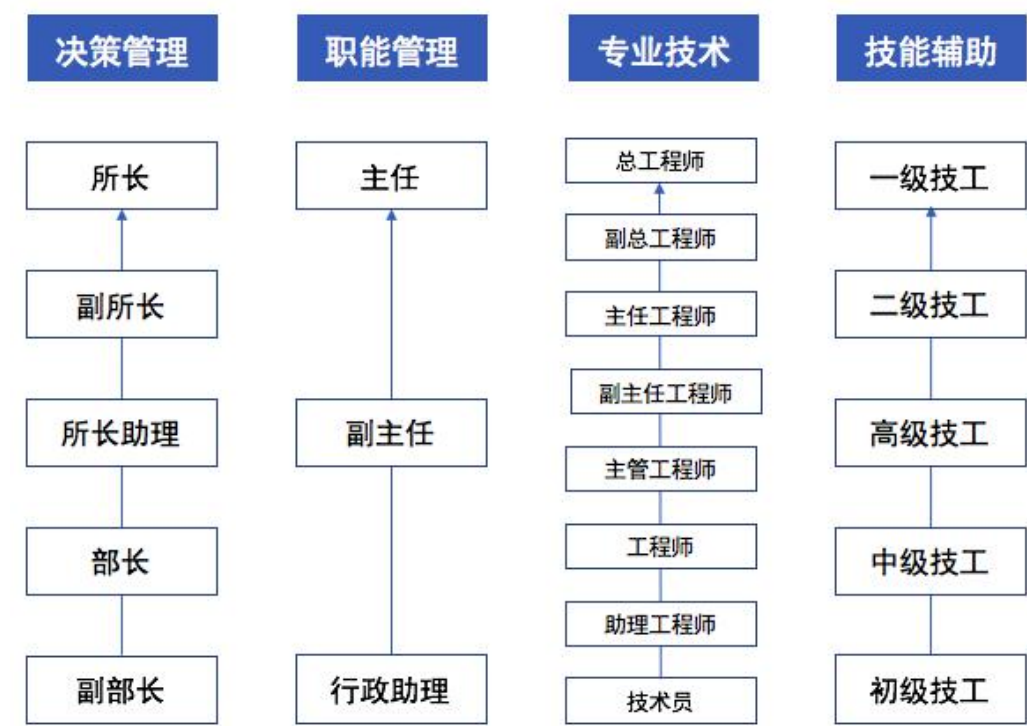 决策管理
职能管理
专业技术
技能辅助
所长
副所长
所长助理
部长
副部长
主任
副主任
行政助理
总工程师
副总工程师
主任工程师
副主任工程师
主管工程师
工程师
助理工程师
技术员
一级技工
二级技工
高级技工
中级技工
初级技工